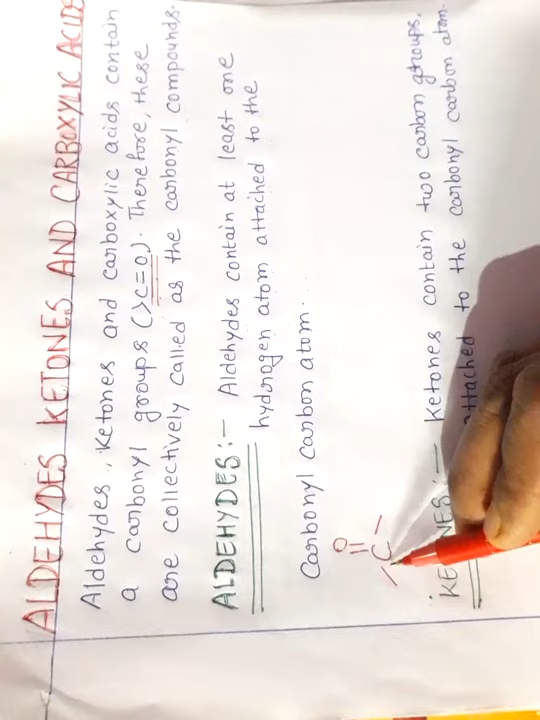 ALDEHYDES KETONES AND CARBOXYLIC ACIDS
Aldehydes, Ketones and carboxylic acids contain
a carbonyl groups (>C=O). Therefore, these
are collectively called as the carbonyl compounds.
ALDEHYDES:- Aldehydes contain at least one
hydrogen atom attached to the
Carbonyl Carbon atom.
O
C
KETONES:- Ketones contain two carbon groups.
attached to the carbonyl carbon atom.